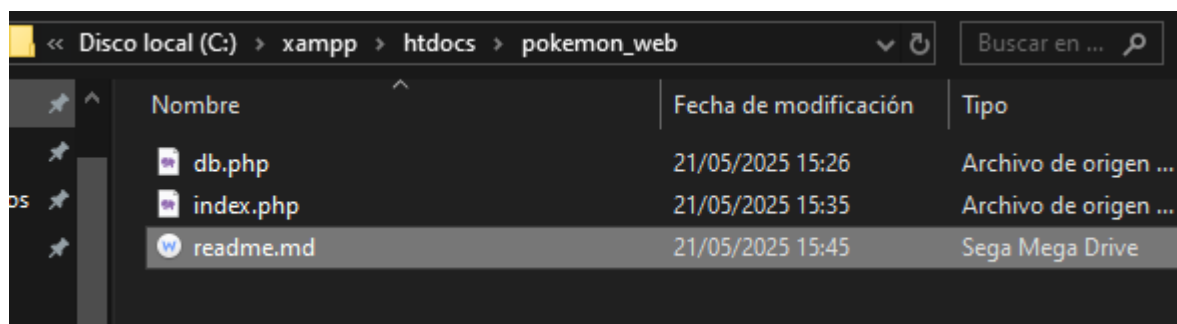 « Disco local (C:) > xampp > htdocs > pokemon_web Buscar en ...
Nombre Fecha de modificación Tipo
db.php 21/05/2025 15:26 Archivo de origen ...
os index.php 21/05/2025 15:35 Archivo de origen ...
W readme.md 21/05/2025 15:45 Sega Mega Drive